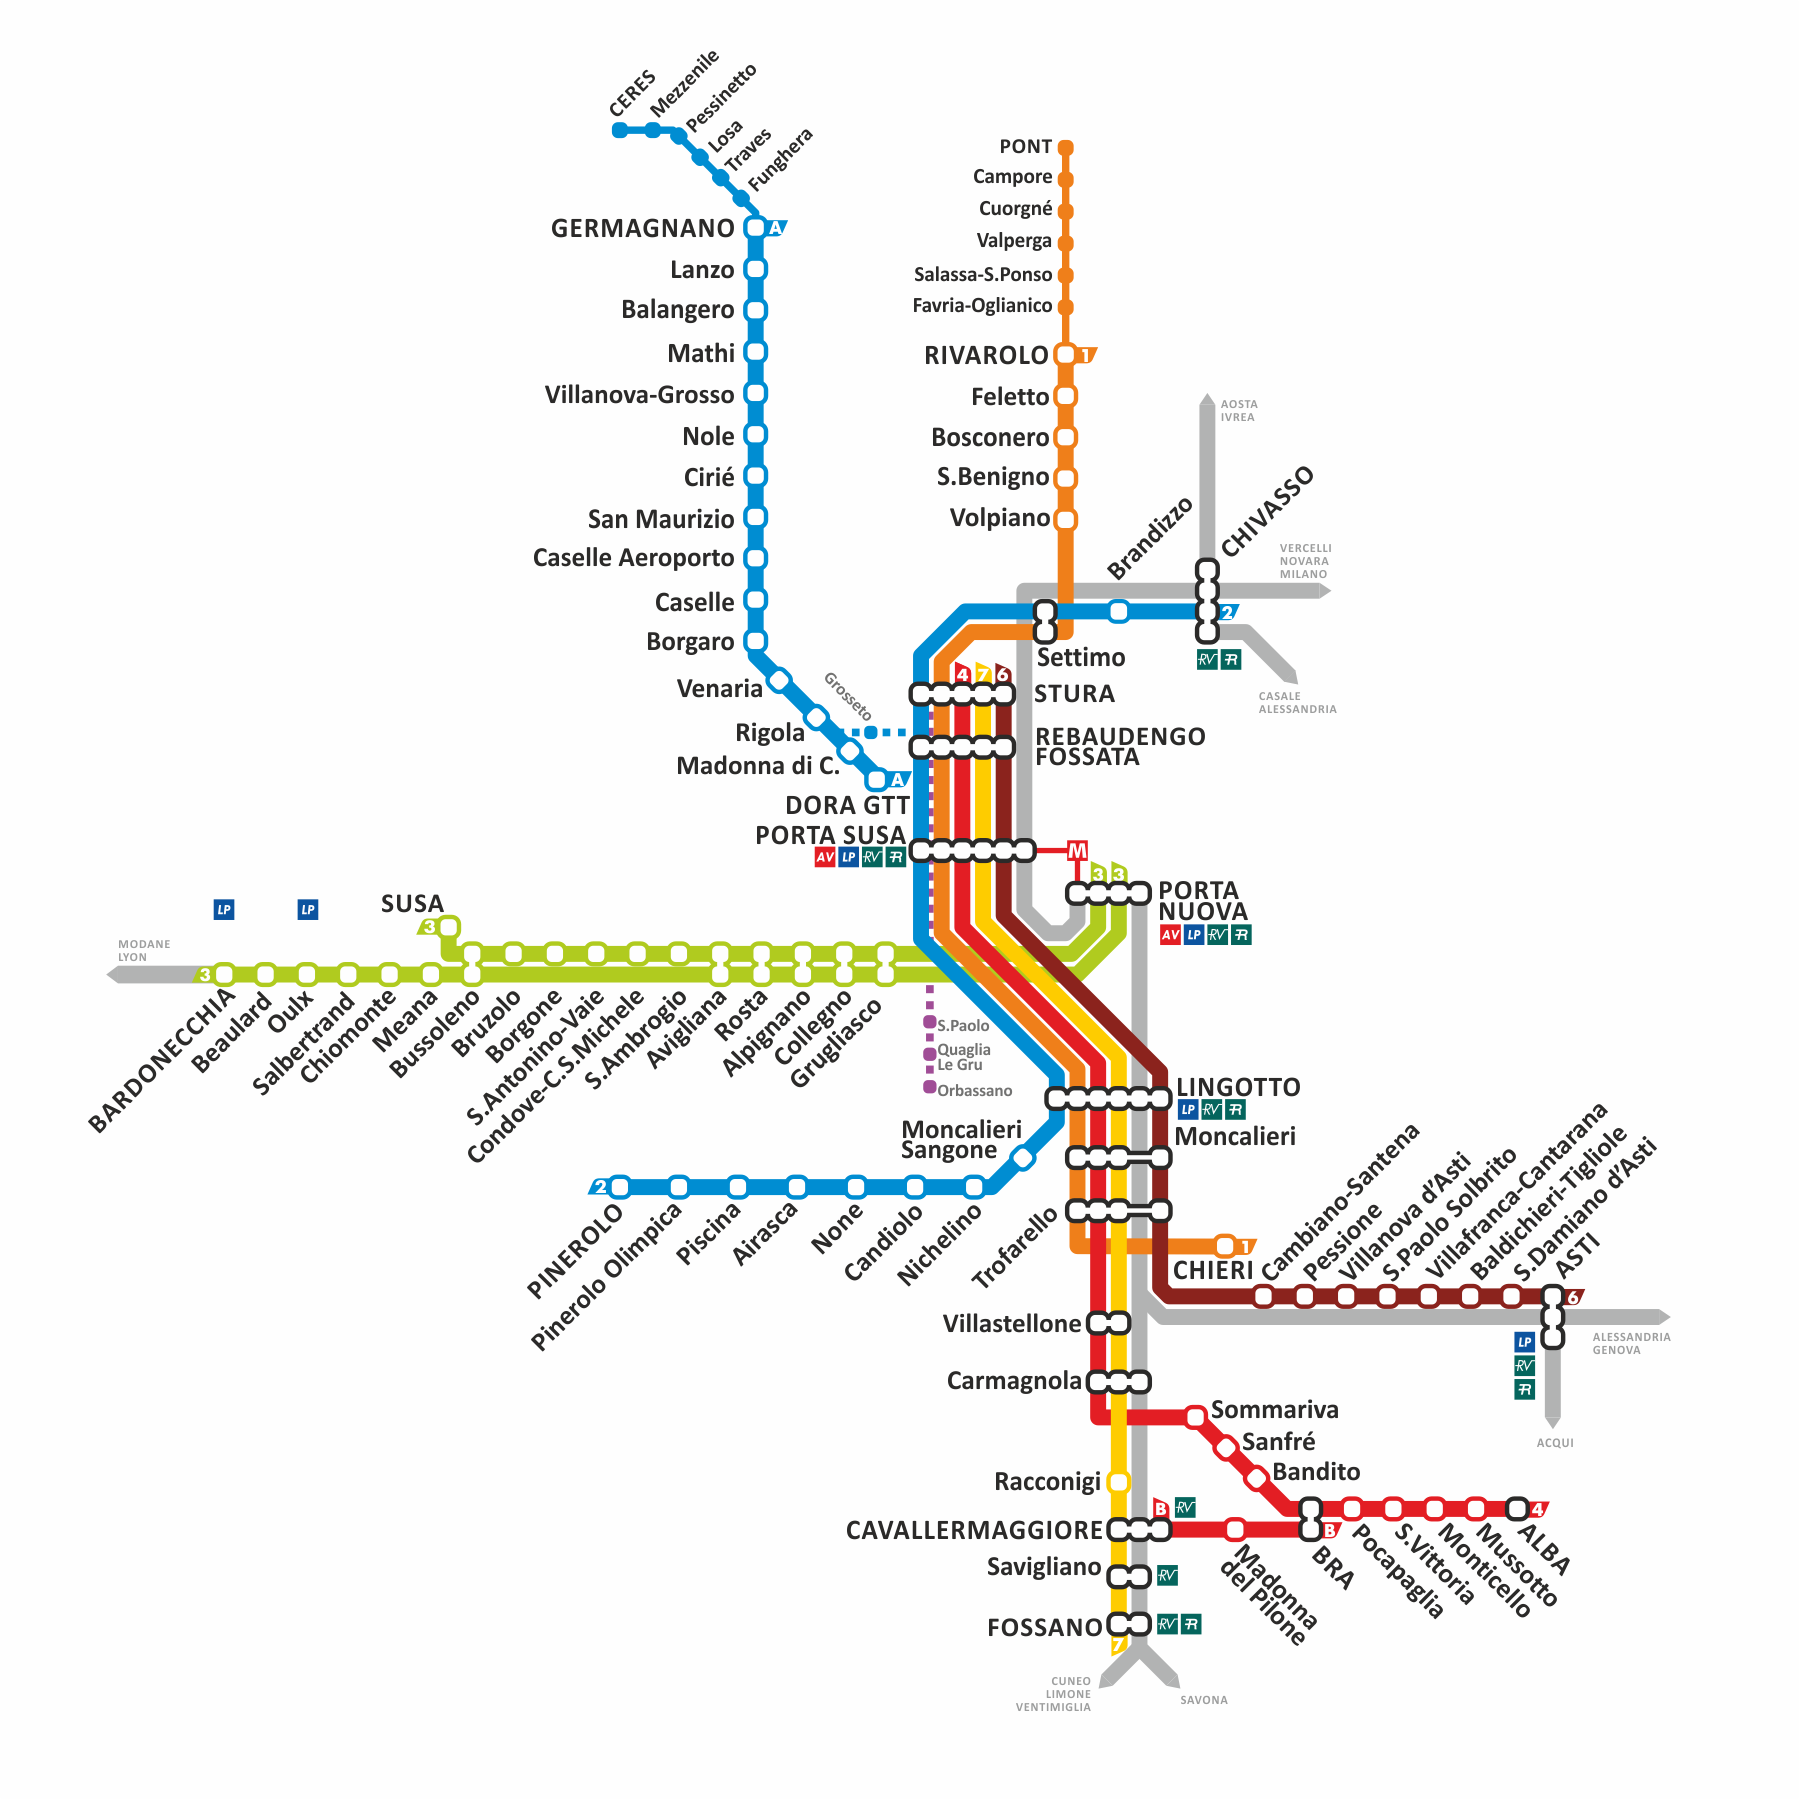 CERES
Mezzenile
Pessinetto
Losa
Traves
Funghera
GERMAGNANO
A
Lanzo
Balangero
Mathi
Villanova-Grosso
Nole
Cirié
San Maurizio
Caselle Aeroporto
Caselle
Borgaro
Venaria
Grosseto
Rigola
Madonna di C.
A
DORA GTT
PONT
Campore
Cuorgné
Valperga
Salassa-S.Ponso
Favria-Oglianico
RIVAROLO
1
Feletto
Bosconero
S.Benigno
Volpiano
AOSTA
IVREA
Brandizzo
CHIVASSO
VERCELLI
NOVARA
MILANO
2
RV R
CASALE
ALESSANDRIA
Settimo
4 7 6
STURA
REBAUDENGO
FOSSATA
PORTA SUSA
AV LP RV R
M
3 3
PORTA
NUOVA
AV LP RV R
LP
LP
SUSA
3
MODANE
LYON
3
BARDONECCHIA
Beaulard
Oulx
Salbertrand
Chiomonte
Meana
Bussoleno
Bruzolo
Borgone
S.Antonino-Vaie
Condove-C.S.Michele
S.Ambrogio
Avigliana
Rosta
Alpignano
Collegno
Grugliasco
S.Paolo
Quaglia
Le Gru
Orbassano
LINGOTTO
LP RV R
Moncalieri
Sangone
Moncalieri
2
PINEROLO
Pinerolo Olimpica
Piscina
Airasca
None
Candiolo
Nichelino
Trofarello
1
CHIERI
Cambiano-Santena
Pessione
Villanova d'Asti
S.Paolo Solbrito
Villafranca-Cantarana
Baldichieri-Tigliole
S.Damiano d'Asti
ASTI
6
LP
RV
R
ALESSANDRIA
GENOVA
ACQUI
Villastellone
Carmagnola
Sommariva
Sanfré
Bandito
Racconigi
B RV
4
CAVALLERMAGGIORE
B
Madonna
del Pilone
BRA
Pocapaglia
S.Vittoria
Monticello
Mussotto
ALBA
Savigliano
RV
FOSSANO
RV R
7
CUNEO
LIMONE
VENTIMIGLIA
SAVONA